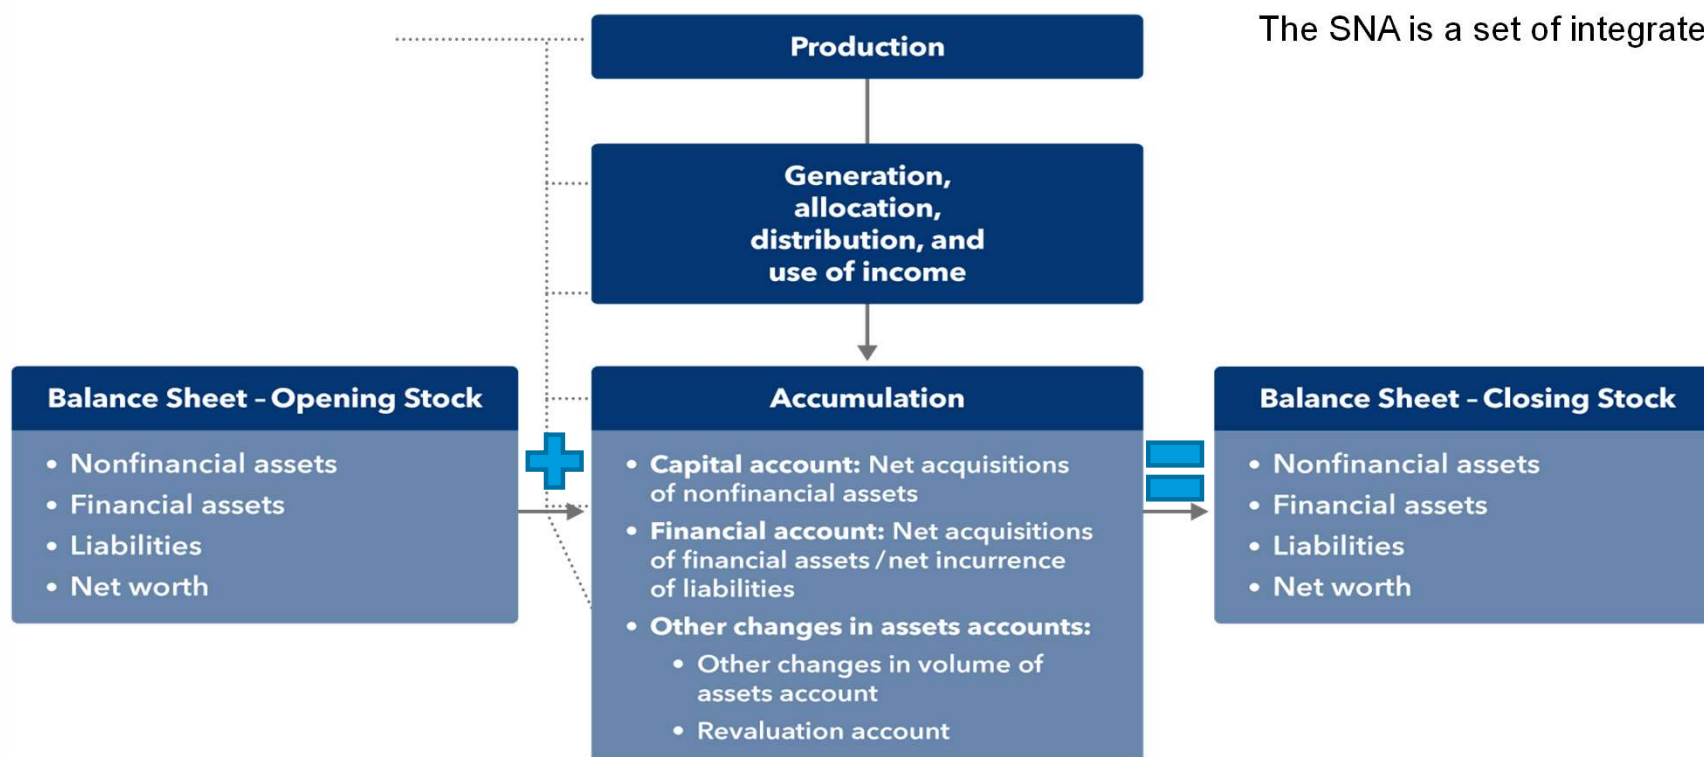 The SNA is a set of integrate
Production
Generation,
allocation,
distribution, and
use of income
Balance Sheet – Opening Stock
• Nonfinancial assets
• Financial assets
• Liabilities
• Net worth
Accumulation
• Capital account: Net acquisitions
of nonfinancial assets
• Financial account: Net acquisitions
of financial assets / net incurrence
of liabilities
• Other changes in assets accounts:
• Other changes in volume of
assets account
• Revaluation account
Balance Sheet – Closing Stock
• Nonfinancial assets
• Financial assets
• Liabilities
• Net worth